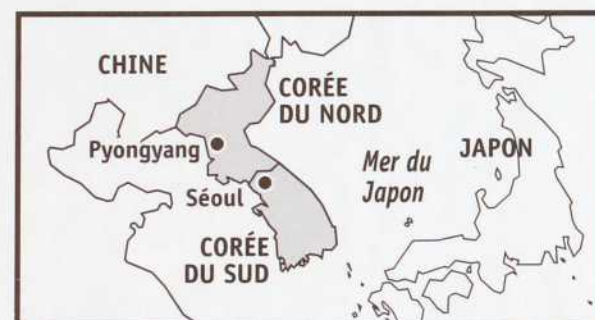 CHINE
CORÉE
DU NORD
Pyongyang
Mer du
Japon
JAPON
Séoul
CORÉE
DU SUD